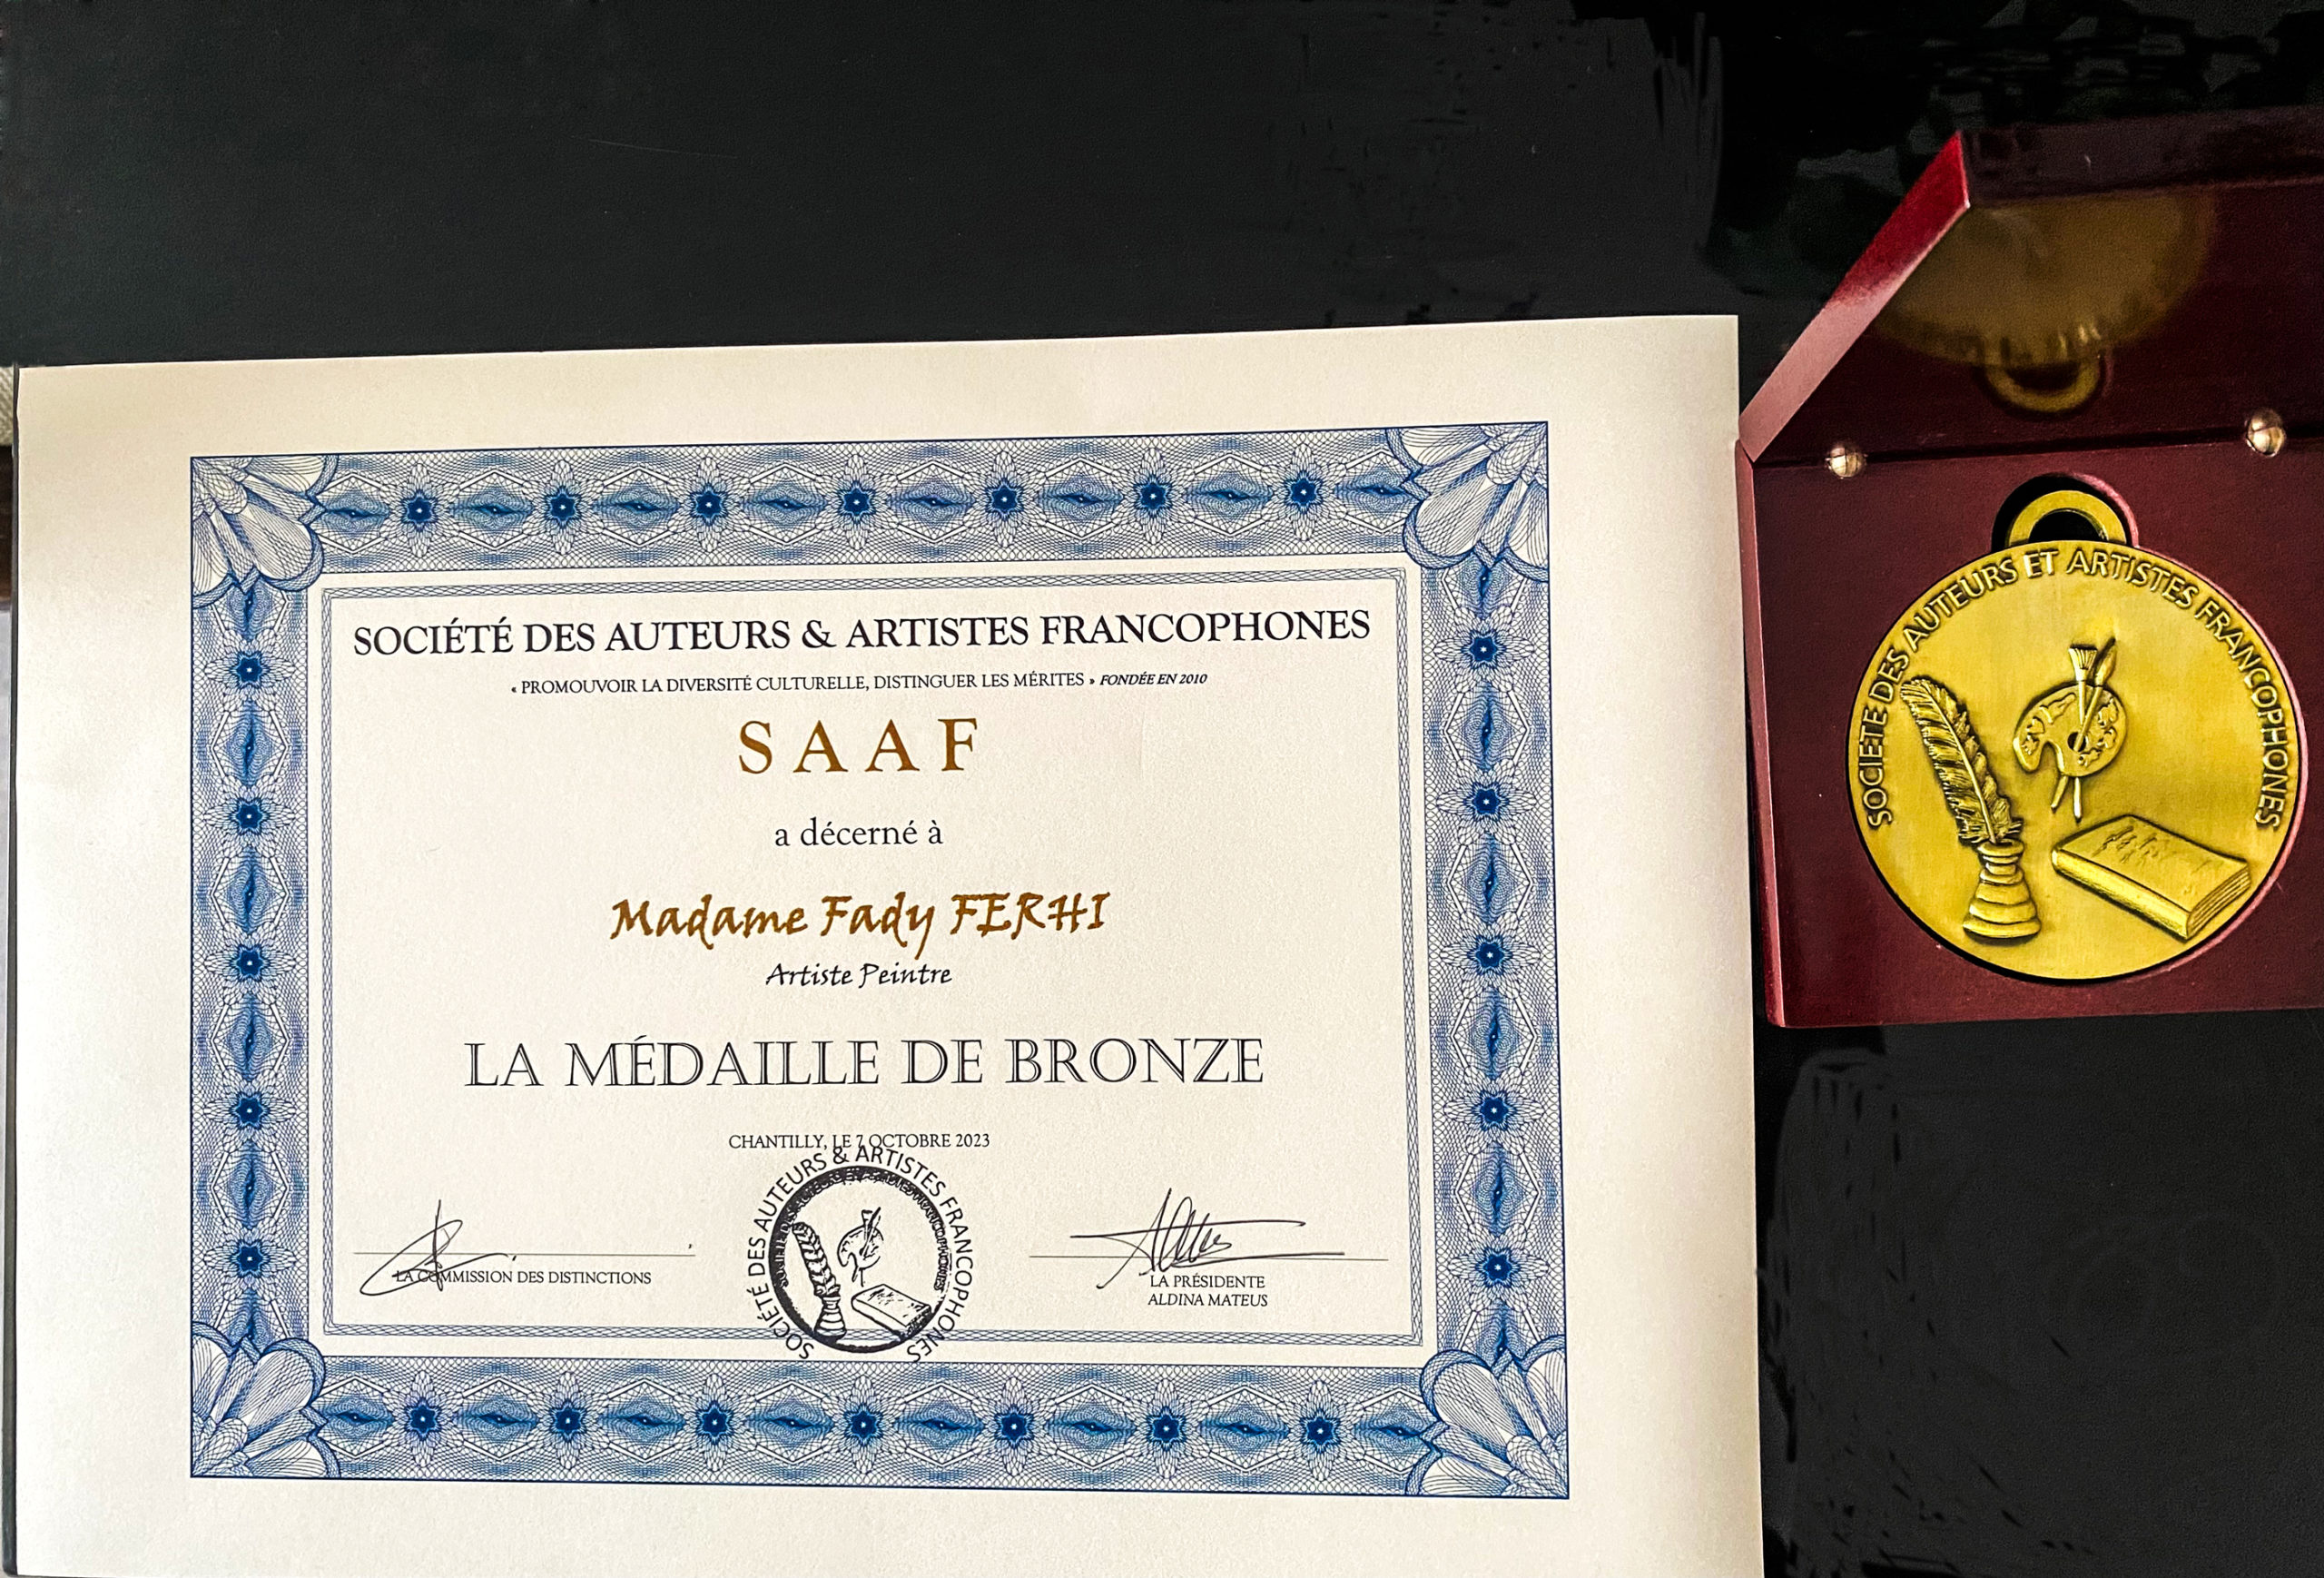 SOCIÉTÉ DES AUTEURS & ARTISTES FRANCOPHONES
« PROMOUVOIR LA DIVERSITÉ CULTURELLE, DISTINGUER LES MÉRITES » FONDÉE EN 2010
SAAF
a décerné à
Madame Fady FERHI
Artiste Peintre
LA MÉDAILLE DE BRONZE
CHANTILLY, LE 7 OCTOBRE 2023
LA COMMISSION DES DISTINCTIONS
SOCIÉTÉ DES AUTEURS & ARTISTES FRANCOPHONES
LA PRÉSIDENTE
ALDINA MATEUS
SOCIETE DES AUTEURS ET ARTISTES FRANCOPHONES